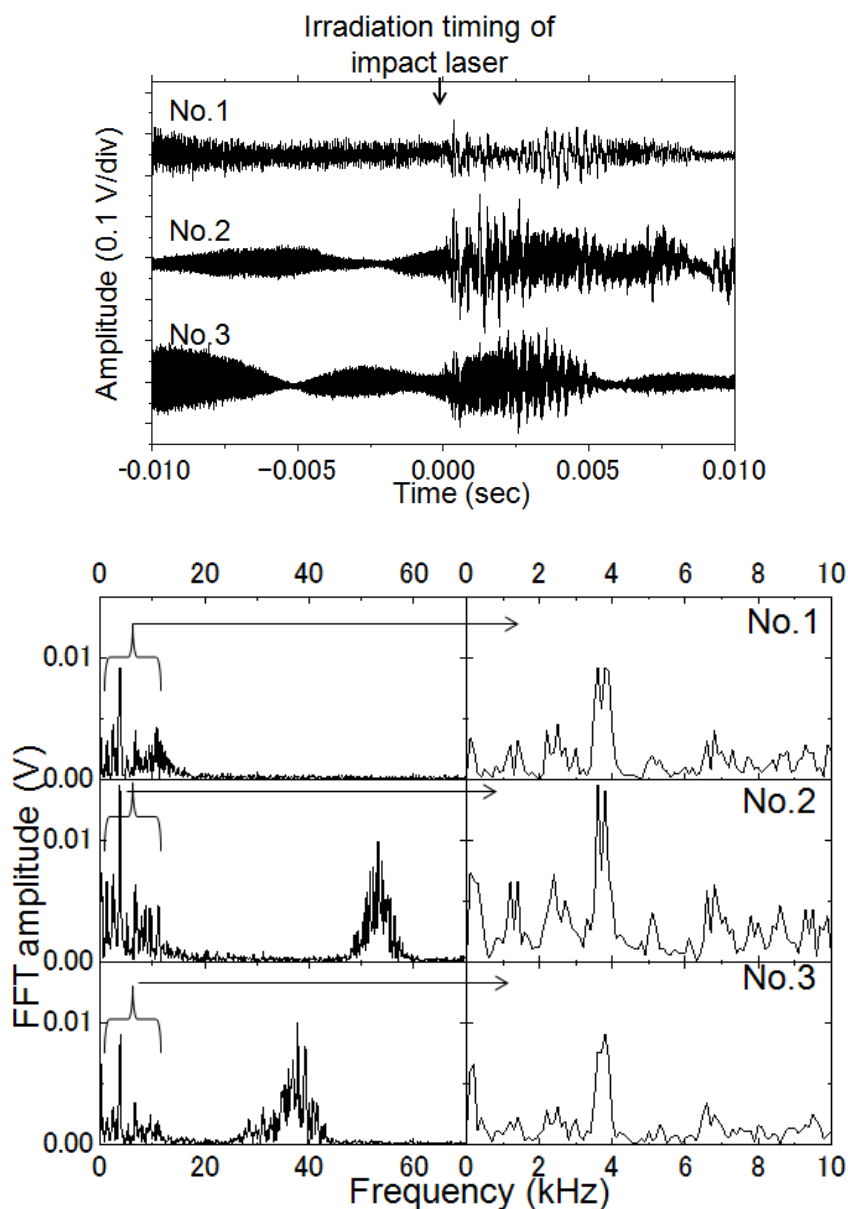 Irradiation timing of
impact laser
Amplitude (0.1 V/div)
No.1
No.2
No.3
-0.010 -0.005 0.000 0.005 0.010
Time (sec)
0 20 40 60 0 2 4 6 8 10
FFT amplitude (V)
No.1
0.01
0.00
No.2
0.01
0.00
No.3
0.01
0.00
0 20 40 60 0 2 4 6 8 10
Frequency (kHz)